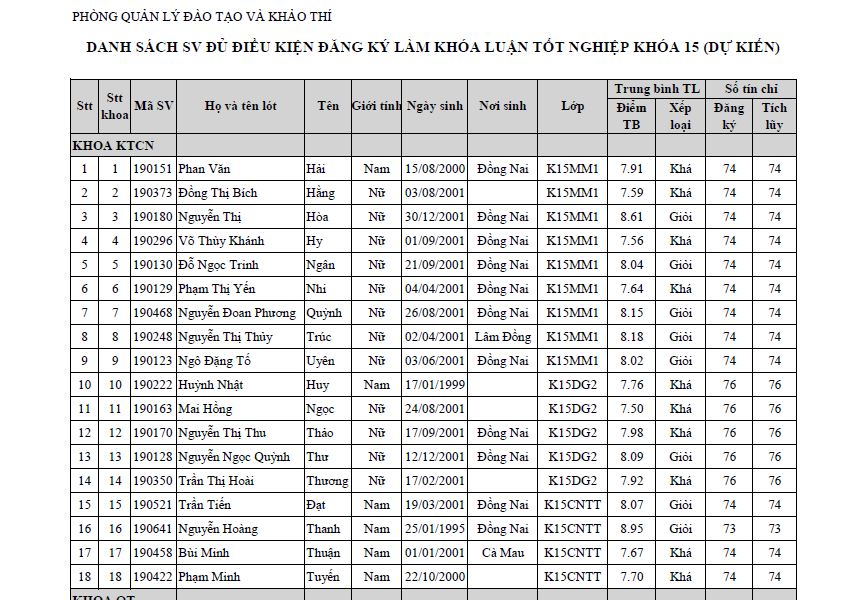 PHÒNG QUẢN LÝ ĐÀO TẠO VÀ KHẢO THÍ
DANH SÁCH SV ĐỦ ĐIỀU KIỆN ĐĂNG KÝ LÀM KHÓA LUẬN TỐT NGHIỆP KHÓA 15 (DỰ KIẾN)
Stt Stt khoa Mã SV Họ và tên lót Tên Giới tính Ngày sinh Nơi sinh Lớp Trung bình TL Số tín chỉ
Điểm TB Xếp loại Đăng ký Tích lũy
KHOA KTCN
1 1 190151 Phan Văn Hải Nam 15/08/2000 Đồng Nai K15MM1 7.91 Khá 74 74
2 2 190373 Đồng Thị Bích Hằng Nữ 03/08/2001 K15MM1 7.59 Khá 74 74
3 3 190180 Nguyễn Thị Hòa Nữ 30/12/2001 Đồng Nai K15MM1 8.61 Giỏi 74 74
4 4 190296 Võ Thùy Khánh Hy Nữ 01/09/2001 Đồng Nai K15MM1 7.56 Khá 74 74
5 5 190130 Đỗ Ngọc Trinh Ngân Nữ 21/09/2001 Đồng Nai K15MM1 8.04 Giỏi 74 74
6 6 190129 Phạm Thị Yến Nhi Nữ 04/04/2001 Đồng Nai K15MM1 7.64 Khá 74 74
7 7 190468 Nguyễn Đoan Phương Quỳnh Nữ 26/08/2001 Đồng Nai K15MM1 8.15 Giỏi 74 74
8 8 190248 Nguyễn Thị Thủy Trúc Nữ 02/04/2001 Lâm Đồng K15MM1 8.18 Giỏi 74 74
9 9 190123 Ngô Đặng Tố Uyên Nữ 03/06/2001 Đồng Nai K15MM1 8.02 Giỏi 74 74
10 10 190222 Huỳnh Nhật Huy Nam 17/01/1999 K15DG2 7.76 Khá 76 76
11 11 190163 Mai Hồng Ngọc Nữ 24/08/2001 K15DG2 7.50 Khá 76 76
12 12 190170 Nguyễn Thị Thu Thảo Nữ 17/09/2001 Đồng Nai K15DG2 7.98 Khá 76 76
13 13 190128 Nguyễn Ngọc Quỳnh Thư Nữ 12/12/2001 Đồng Nai K15DG2 8.09 Giỏi 76 76
14 14 190350 Trần Thị Hoài Thương Nữ 17/02/2001 K15DG2 7.92 Khá 76 76
15 15 190521 Trần Tiến Đạt Nam 19/03/2001 Đồng Nai K15CNTT 8.07 Giỏi 74 74
16 16 190641 Nguyễn Hoàng Thanh Nam 25/01/1995 Đồng Nai K15CNTT 8.95 Giỏi 73 73
17 17 190458 Bùi Minh Thuận Nam 01/01/2001 Cà Mau K15CNTT 7.67 Khá 74 74
18 18 190422 Phạm Minh Tuyến Nam 22/10/2000 K15CNTT 7.70 Khá 74 74
KHOA QT